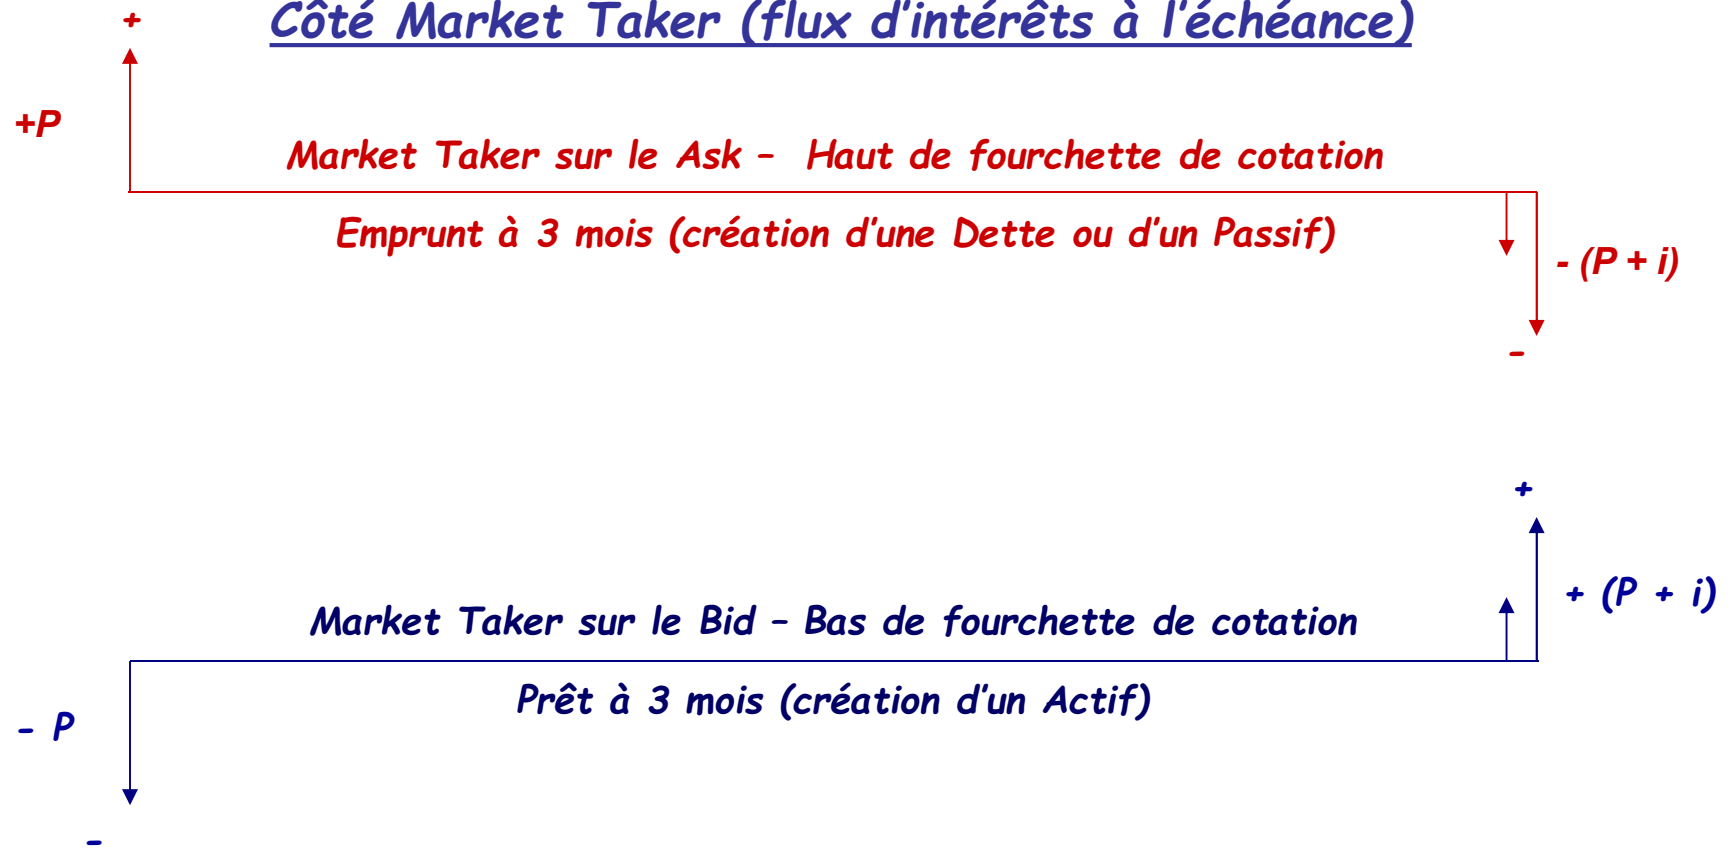 Côté Market Taker (flux d'intérêts à l'échéance)
+
+P
Market Taker sur le Ask – Haut de fourchette de cotation
Emprunt à 3 mois (création d'une Dette ou d'un Passif)
- (P + i)
-
+
+ (P + i)
Market Taker sur le Bid – Bas de fourchette de cotation
Prêt à 3 mois (création d'un Actif)
- P
-